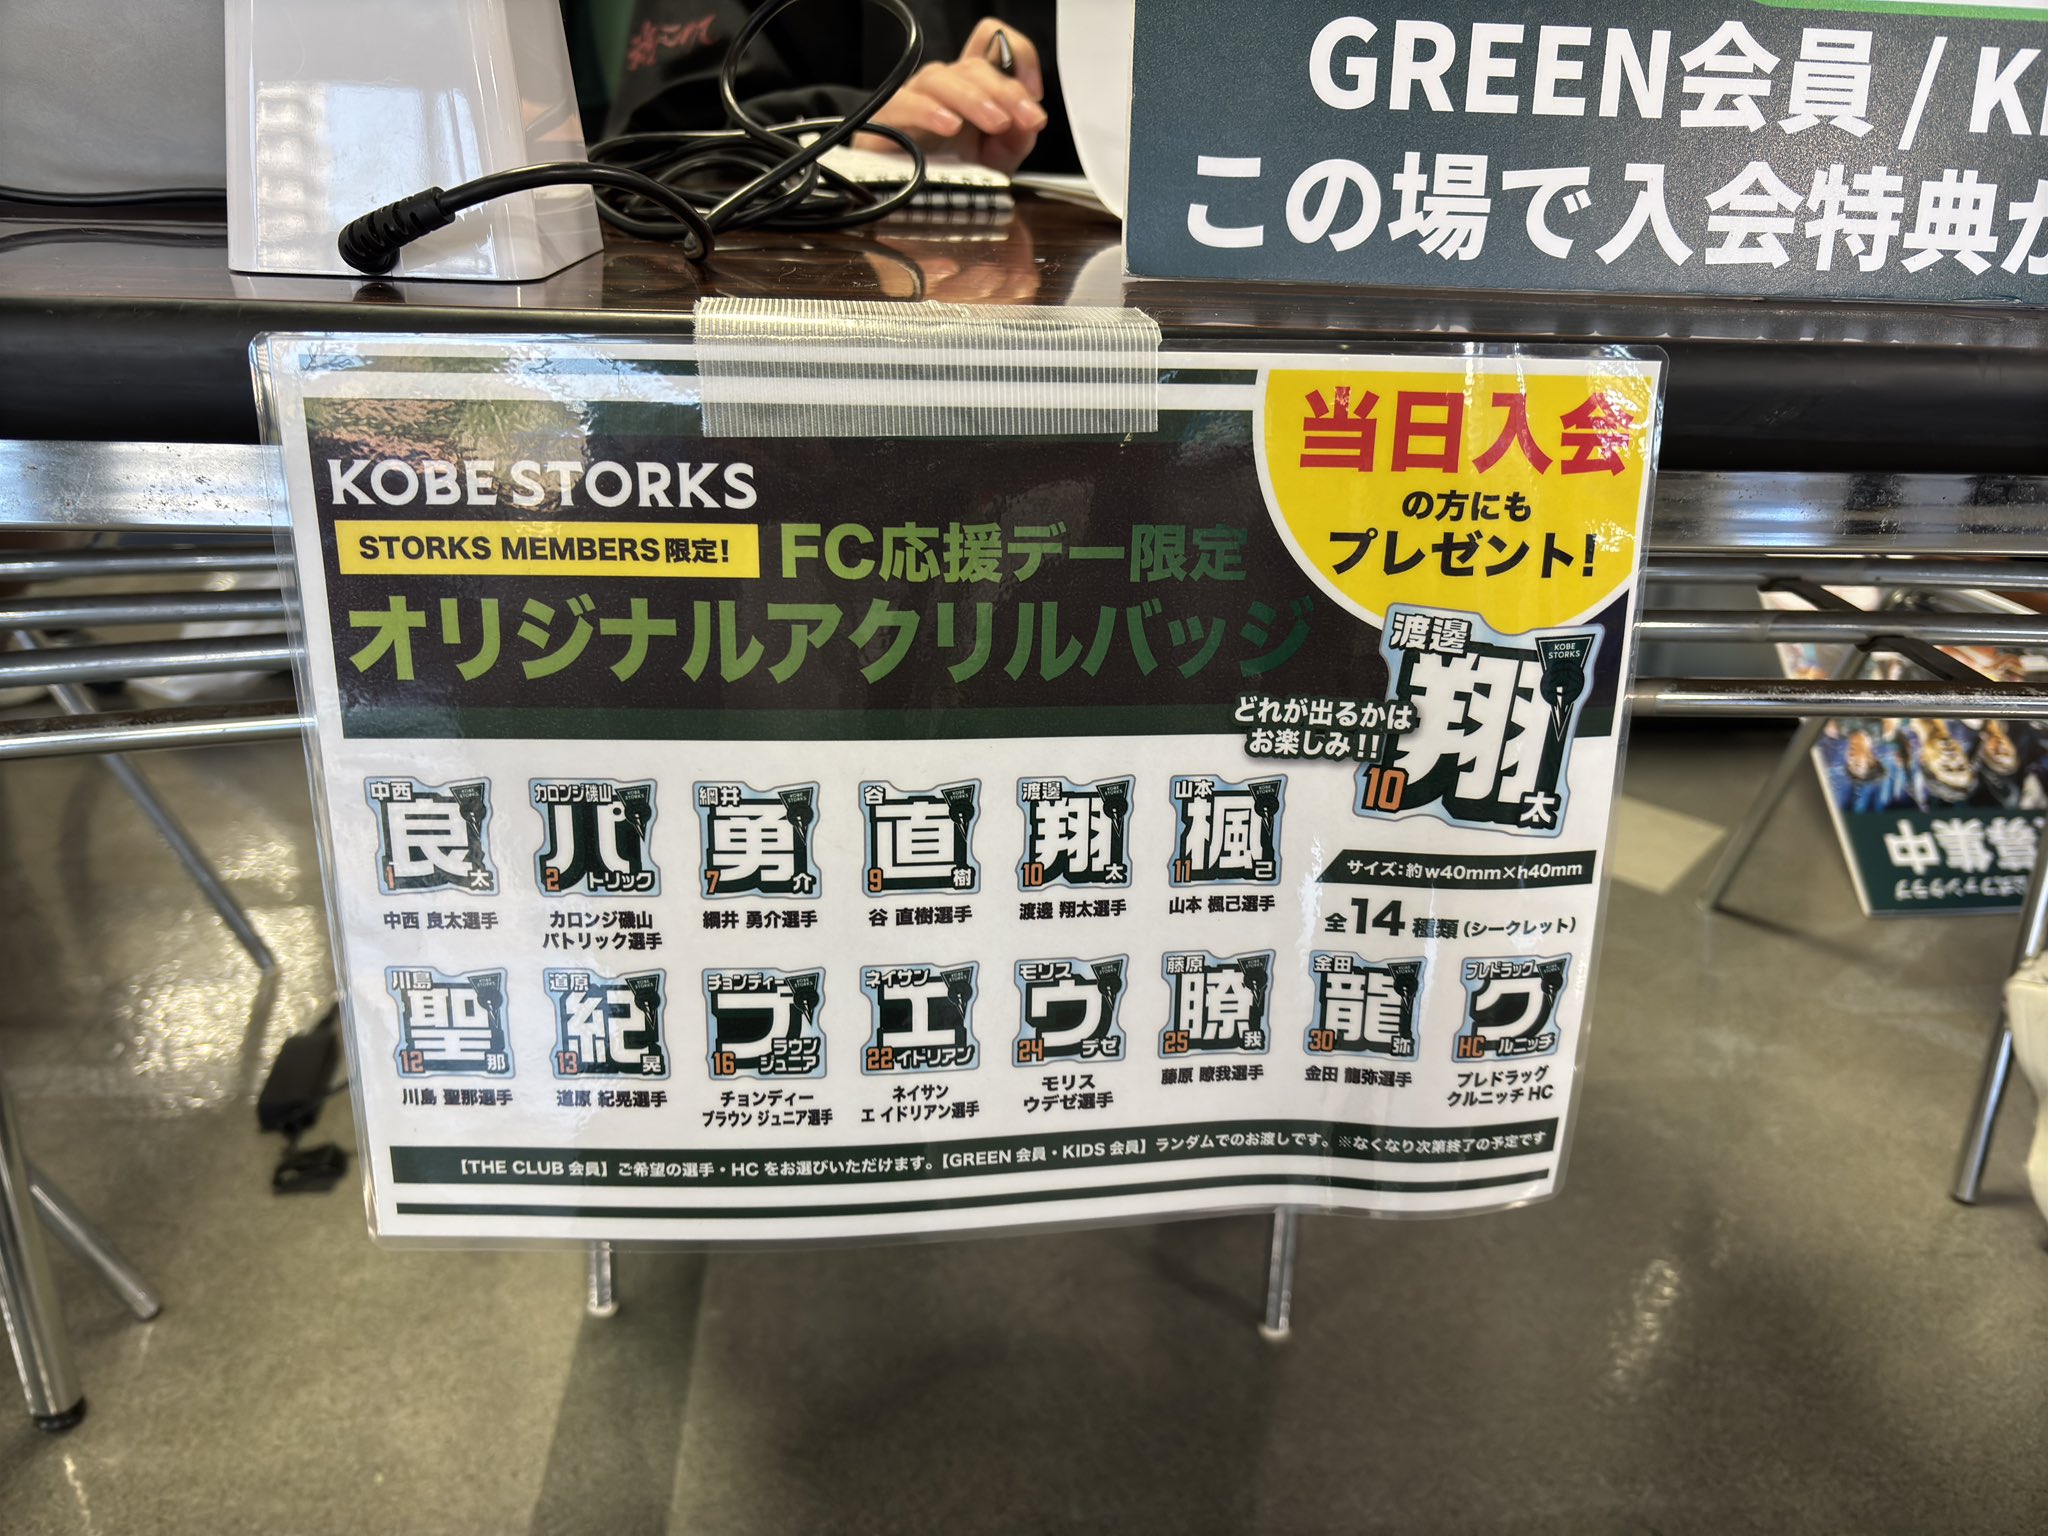 GREEN会員 / K
この場で入会特典
KOBE STORKS
STORKS MEMBERS限定!
FC応援デー限定
オリジナルアクリルバッジ
当日入会
の方にも
プレゼント!
どれが出るかは
お楽しみ!!
渡邊
翔
太
10
KOBE
STORKS
サイズ:約w40mm×h40mm
全14種類(シークレット)
中西
良
1
太
中西 良太選手
カロンジ磯山
パ
2
トリック
カロンジ磯山
パトリック選手
綱井
勇
7
介
綱井 勇介選手
谷
直
9
樹
谷 直樹選手
渡邊
翔
10
太
渡邊 翔太選手
山本
楓
11
己
山本 楓己選手
川島
聖
12
那
川島 聖那選手
道原
紀
13
晃
道原 紀晃選手
チョンディー
ブ
16
ラウン
ジュニア
チョンディー
ブラウン ジュニア選手
ネイサン
エ
22
イドリアン
ネイサン
エ イドリアン選手
モリス
ウ
24
デゼ
モリス
ウデゼ選手
藤原
瞭
25
我
藤原 瞭我選手
金田
龍
30
弥
金田 龍弥選手
プレドラッグ
ク
HC
ルニッチ
プレドラッグ
クルニッチ HC
【THE CLUB 会員】ご希望の選手・HC をお選びいただけます。【GREEN 会員・KIDS 会員】ランダムでのお渡しです。 ※なくなり次第終了の予定です
募集中
公式ファンクラブ